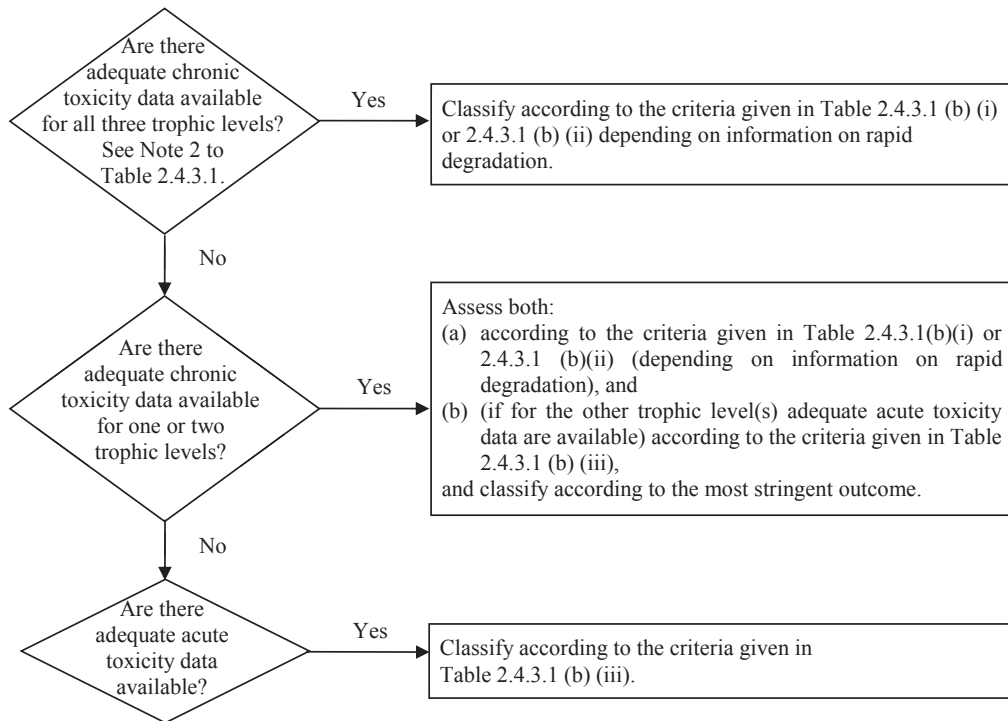 Are there
adequate chronic
toxicity data available
for all three trophic levels?
See Note 2 to
Table 2.4.3.1.
Yes
Classify according to the criteria given in Table 2.4.3.1 (b) (i)
or 2.4.3.1 (b) (ii) depending on information on rapid
degradation.
No
Are there
adequate chronic
toxicity data available
for one or two
trophic levels?
Yes
Assess both:
(a) according to the criteria given in Table 2.4.3.1(b)(i) or
2.4.3.1 (b)(ii) (depending on information on rapid
degradation), and
(b) (if for the other trophic level(s) adequate acute toxicity
data are available) according to the criteria given in Table
2.4.3.1 (b) (iii),
and classify according to the most stringent outcome.
No
Are there
adequate acute
toxicity data
available?
Yes
Classify according to the criteria given in
Table 2.4.3.1 (b) (iii).